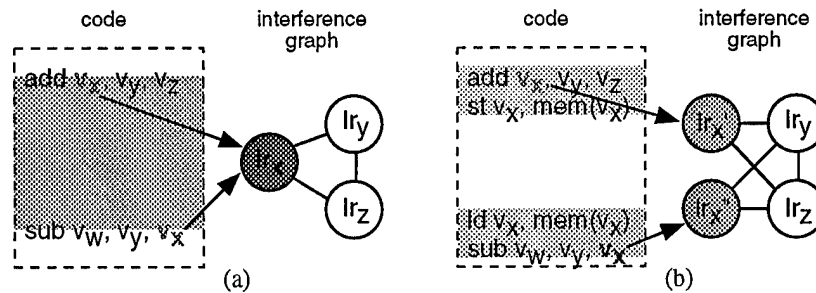 code
interference
graph
add vx, vy, vz
lry
lrx
lrz
sub vw, vy, vx
(a)
code
interference
graph
add vx, vy, vz
st vx, mem(vx)
lrx'
lry
lrx"
lrz
ld vx, mem(vx)
sub vw, vy, vx
(b)